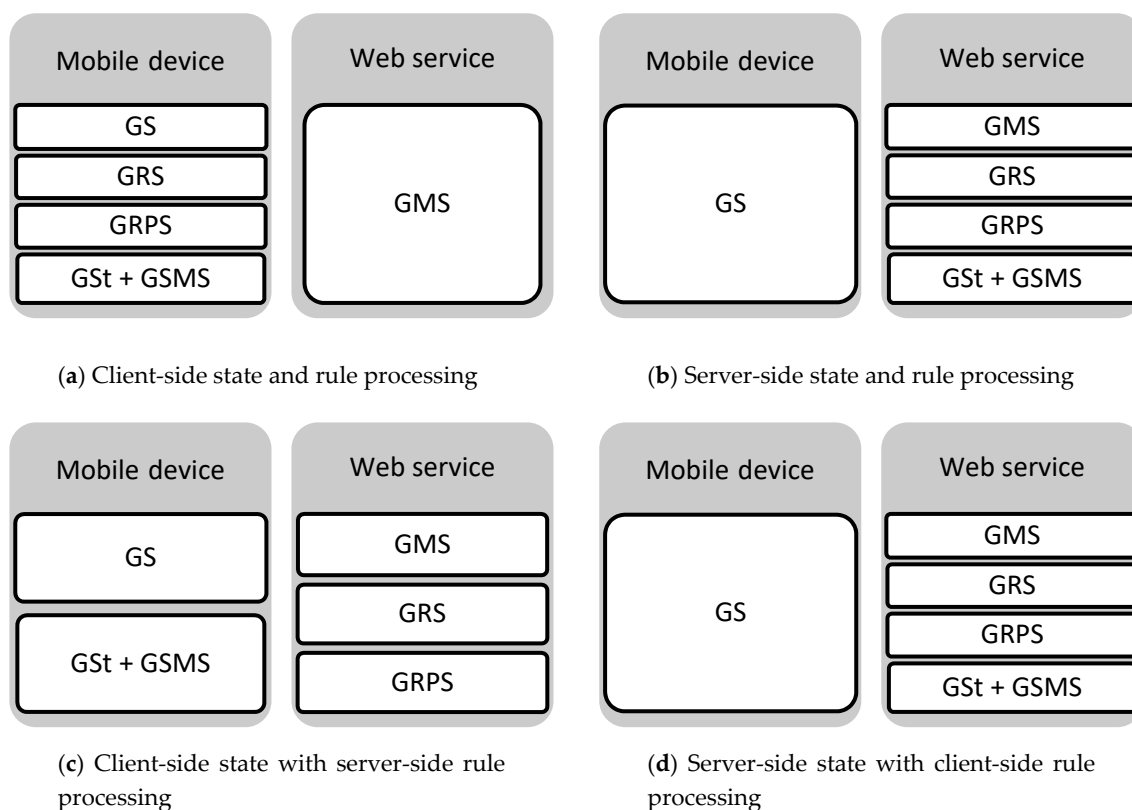 Mobile device
Web service
GS
GRS
GRPS
GSt + GSMS
GMS
(a) Client-side state and rule processing
Mobile device
Web service
GS
GMS
GRS
GRPS
GSt + GSMS
(b) Server-side state and rule processing
Mobile device
Web service
GS
GSt + GSMS
GMS
GRS
GRPS
(c) Client-side state with server-side rule
processing
Mobile device
Web service
GS
GMS
GRS
GRPS
GSt + GSMS
(d) Server-side state with client-side rule
processing